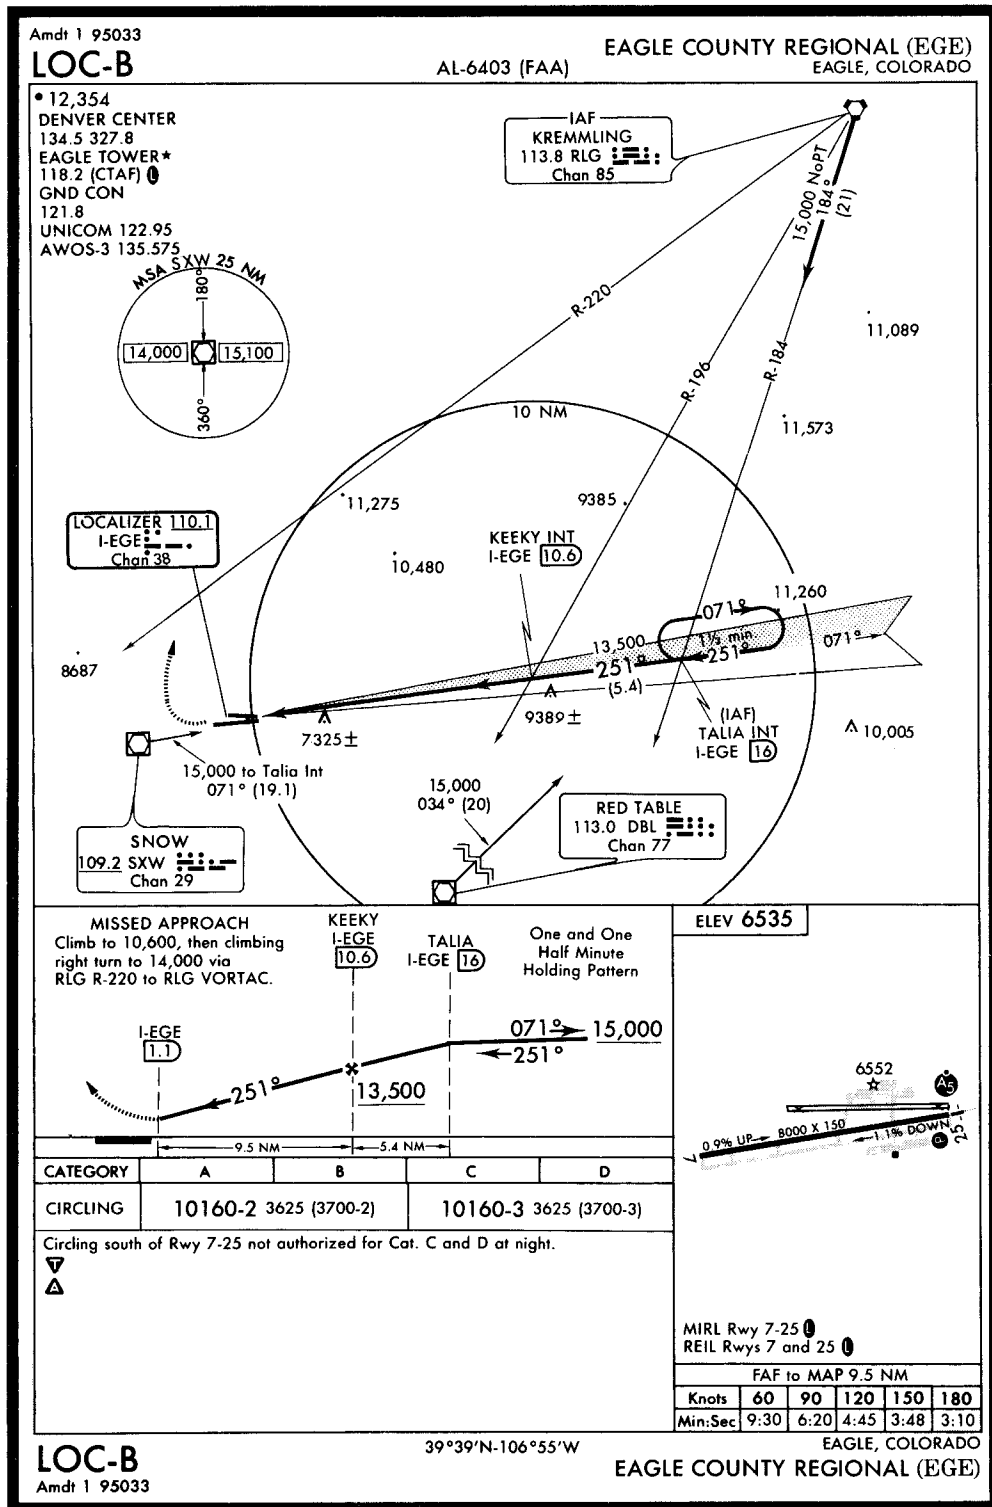 Amdt 1 95033
LOC-B
AL-6403 (FAA)
EAGLE COUNTY REGIONAL (EGE)
EAGLE, COLORADO
12,354
DENVER CENTER
134.5 327.8
EAGLE TOWER★
118.2 (CTAF) L
GND CON
121.8
UNICOM 122.95
AWOS-3 135.575
MSA SXW 25 NM
180°
14,000
15,100
360°
IAF
KREMMLING
113.8 RLG
Chan 85
15,000 NoPT
184°
(21)
R-220
R-196
R-184
11,089
11,573
10 NM
11,275
9385
10,480
LOCALIZER 110.1
I-EGE
Chan 38
KEEKY INT
I-EGE 10.6
11,260
071°
1½ min
251°
071°
13,500
251°
(5.4)
8687
7325±
9389±
(IAF)
TALIA INT
I-EGE 16
10,005
15,000 to Talia Int
071° (19.1)
15,000
034° (20)
SNOW
109.2 SXW
Chan 29
RED TABLE
113.0 DBL
Chan 77
MISSED APPROACH
Climb to 10,600, then climbing
right turn to 14,000 via
RLG R-220 to RLG VORTAC.
KEEKY
I-EGE
10.6
TALIA
I-EGE 16
One and One
Half Minute
Holding Pattern
I-EGE
1.1
071° 15,000
251°
251°
13,500
9.5 NM
5.4 NM
CATEGORY A B C D
CIRCLING 10160-2 3625 (3700-2) 10160-3 3625 (3700-3)
Circling south of Rwy 7-25 not authorized for Cat. C and D at night.
T
A
ELEV 6535
6552
A5
0.9% UP 8000 X 150 1.1% DOWN
P
7
25
MIRL Rwy 7-25 L
REIL Rwys 7 and 25 L
FAF to MAP 9.5 NM
Knots 60 90 120 150 180
Min:Sec 9:30 6:20 4:45 3:48 3:10
LOC-B
Amdt 1 95033
39°39'N-106°55'W
EAGLE, COLORADO
EAGLE COUNTY REGIONAL (EGE)